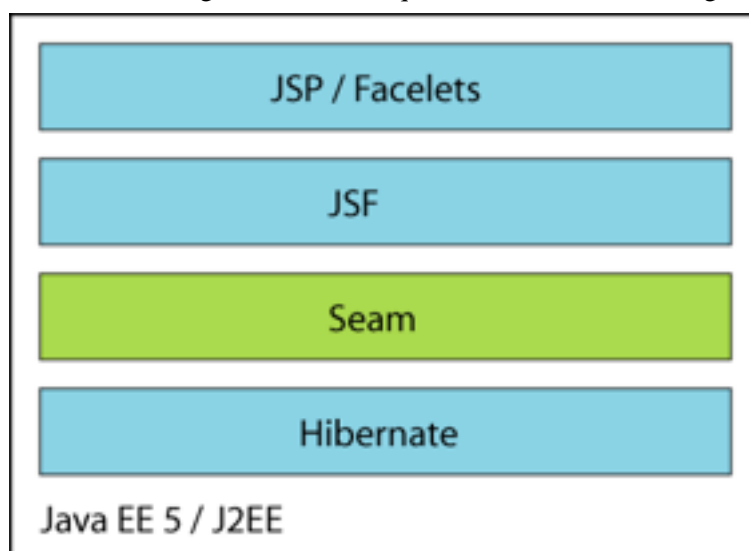 JSP / Facelets
JSF
Seam
Hibernate
Java EE 5 / J2EE